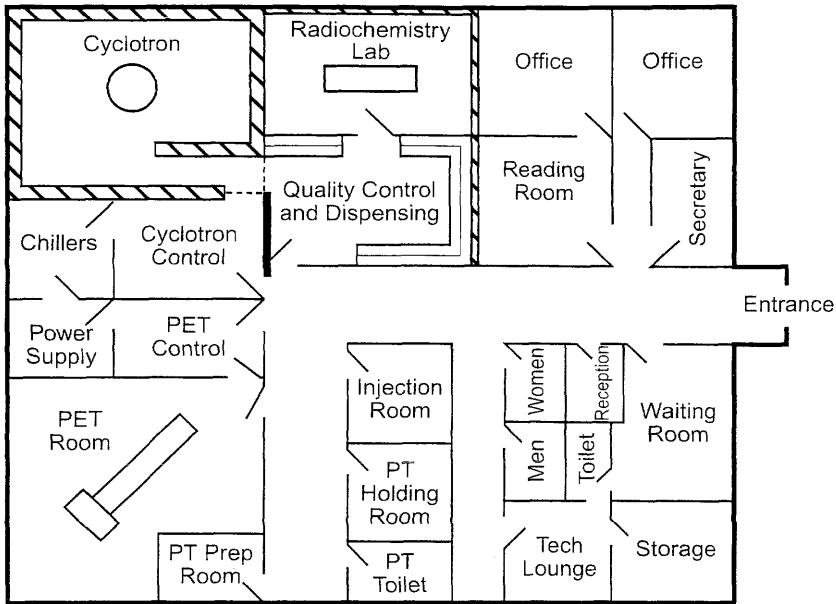 Cyclotron
Radiochemistry
Lab
Office
Office
Reading
Room
Secretary
Quality Control
and Dispensing
Chillers
Cyclotron
Control
Entrance
Power
Supply
PET
Control
Injection
Room
Women
Reception
Waiting
Room
PET
Room
PT
Holding
Room
Men
Toilet
PT Prep
Room
PT
Toilet
Tech
Lounge
Storage